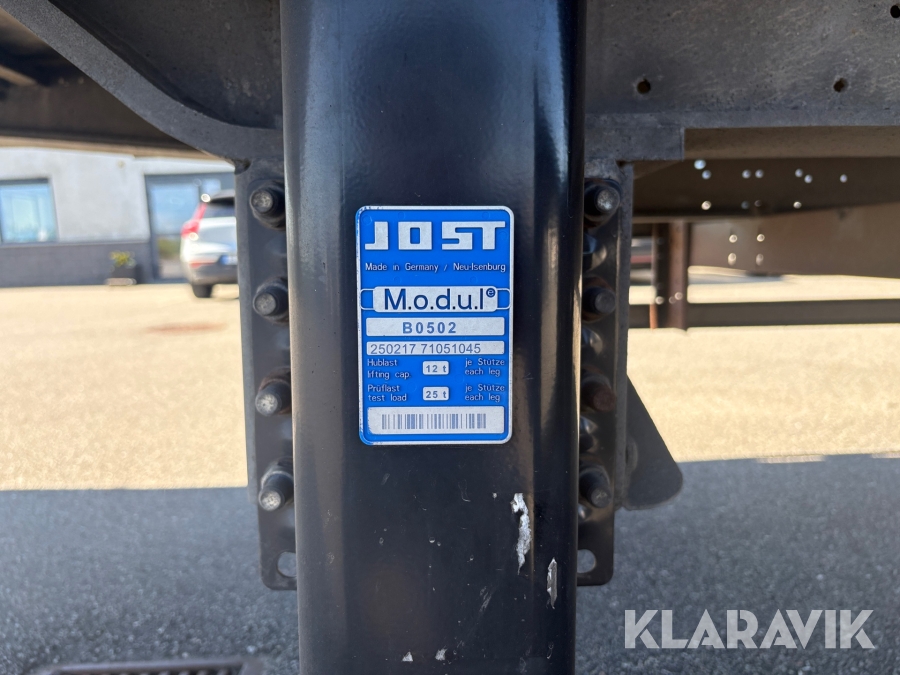 JOST
Made in Germany / Neu-Isenburg
M.o.d.u.l®
B0502
250217 71051045
Hublast 12 t je Stütze
lifting cap. each leg
Prüflast 25 t je Stütze
test load each leg
KLARAVIK